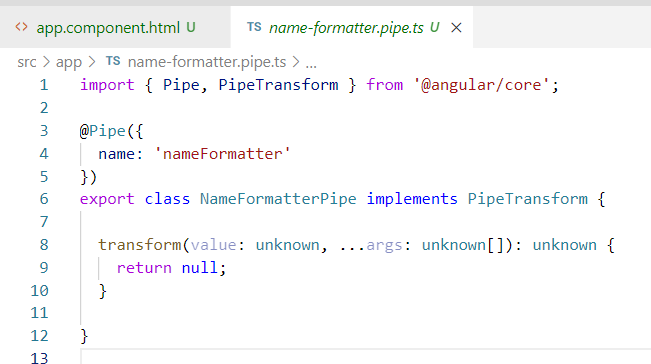 <> app.component.html U TS name-formatter.pipe.ts U ×
src > app > TS name-formatter.pipe.ts > ...
1 import { Pipe, PipeTransform } from '@angular/core';
2
3 @Pipe({
4   name: 'nameFormatter'
5 })
6 export class NameFormatterPipe implements PipeTransform {
7
8   transform(value: unknown, ...args: unknown[]): unknown {
9     return null;
10   }
11
12 }
13